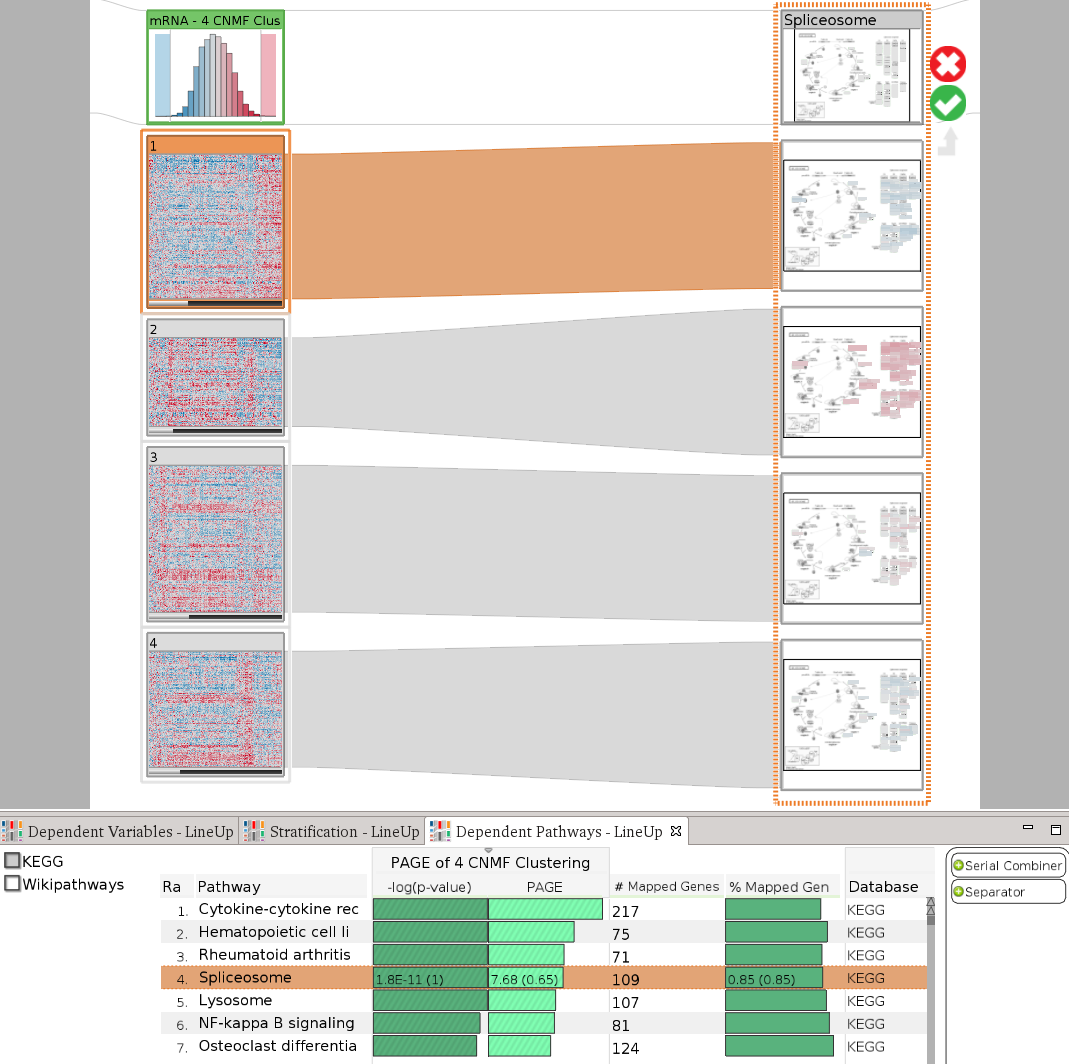 mRNA - 4 CNMF Clus
Spliceosome
1
2
3
4
Dependent Variables - LineUp
Stratification - LineUp
Dependent Pathways - LineUp
KEGG
Wikipathways
PAGE of 4 CNMF Clustering
Ra Pathway -log(p-value) PAGE # Mapped Genes % Mapped Gen Database
1. Cytokine-cytokine rec 217 KEGG
2. Hematopoietic cell li 75 KEGG
3. Rheumatoid arthritis 71 KEGG
4. Spliceosome 1.8E-11 (1) 7.68 (0.65) 109 0.85 (0.85) KEGG
5. Lysosome 107 KEGG
6. NF-kappa B signaling 81 KEGG
7. Osteoclast differentia 124 KEGG
Serial Combiner
Separator